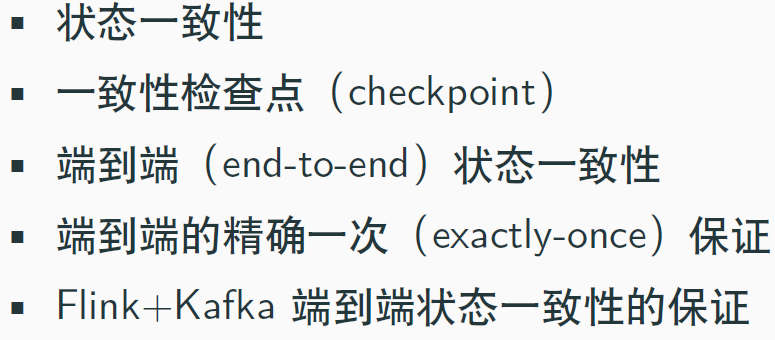 ▪ 状态一致性
▪ 一致性检查点（checkpoint）
▪ 端到端（end-to-end）状态一致性
▪ 端到端的精确一次（exactly-once）保证
▪ Flink+Kafka 端到端状态一致性的保证